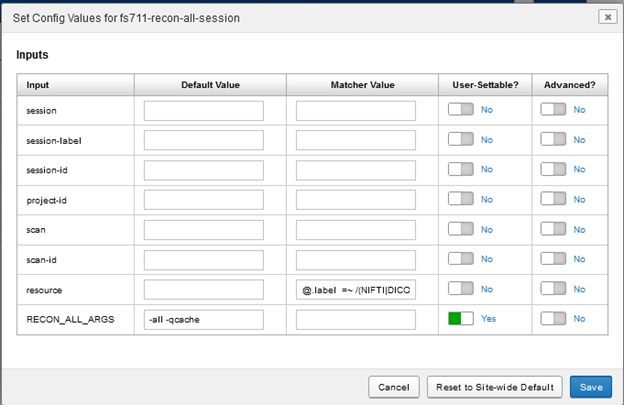 Set Config Values for fs711-recon-all-session
Inputs
Input Default Value Matcher Value User-Settable? Advanced?
session No No
session-label No No
session-id No No
project-id No No
scan No No
scan-id No No
resource @.label =~ /(NIFTI|DICC No No
RECON_ALL_ARGS -all -qcache Yes No
Cancel Reset to Site-wide Default Save